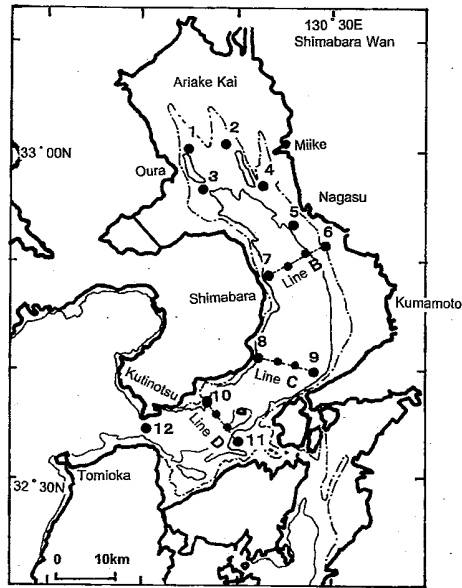 130°30E
Shimabara Wan
Ariake Kai
1
2
Miike
33°00N
Oura
3
4
Nagasu
5
6
7
Line B
Shimabara
Kumamoto
8
9
Line C
Kutinotsu
10
Line D
12
11
32°30N
Tomioka
0 10km